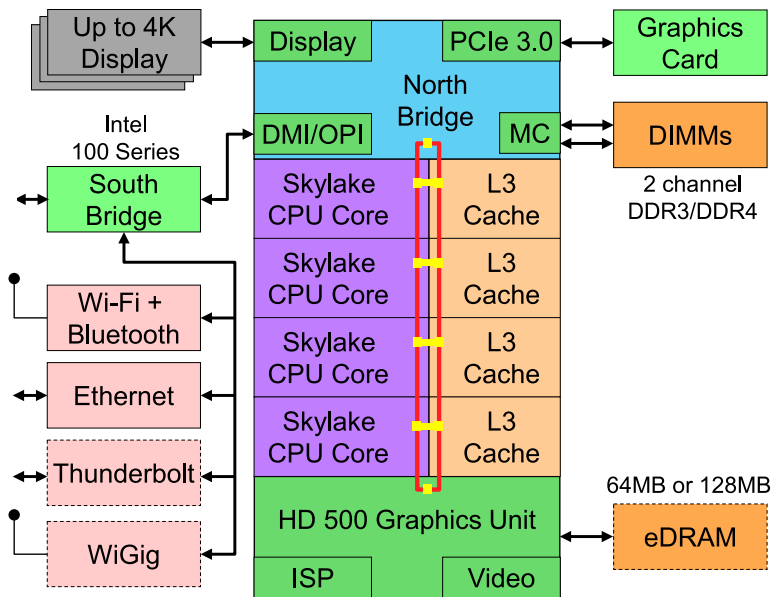 Up to 4K
Display
Display
PCIe 3.0
Graphics
Card
North
Bridge
Intel
100 Series
DMI/OPI
MC
DIMMs
2 channel
DDR3/DDR4
South
Bridge
Skylake
CPU Core
L3
Cache
Skylake
CPU Core
L3
Cache
Wi-Fi +
Bluetooth
Skylake
CPU Core
L3
Cache
Ethernet
Skylake
CPU Core
L3
Cache
Thunderbolt
64MB or 128MB
HD 500 Graphics Unit
eDRAM
WiGig
ISP
Video